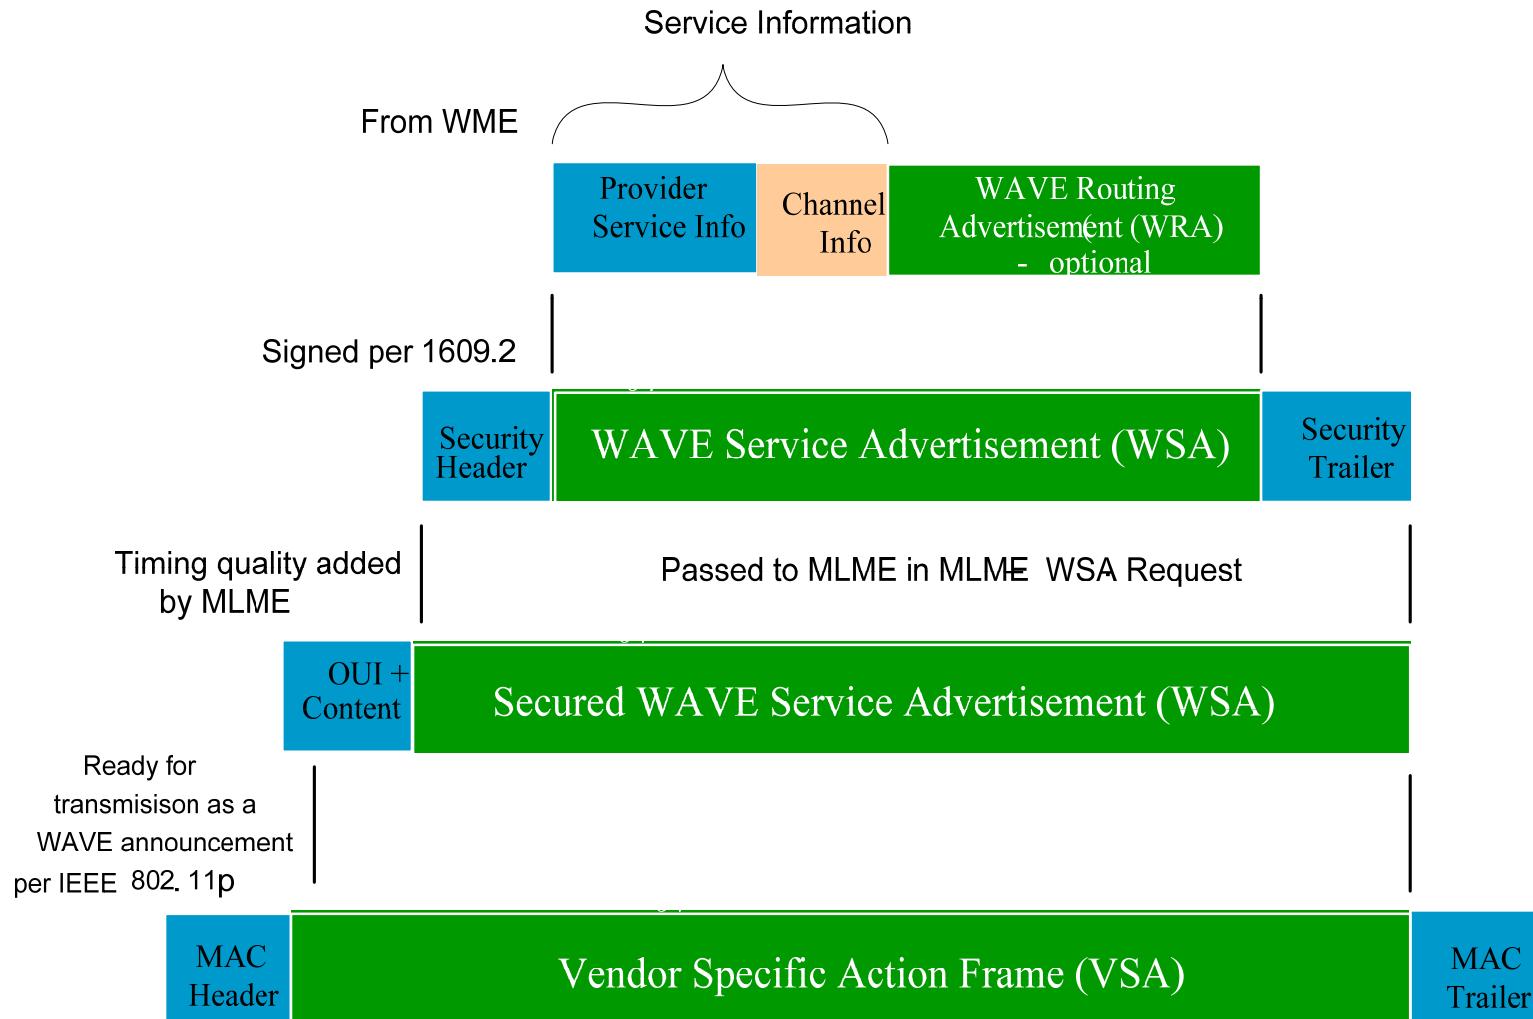 Service Information
From WME
Provider
Service Info
Channel
Info
WAVE Routing
Advertisement (WRA)
- optional
Signed per 1609.2
Security
Header
WAVE Service Advertisement (WSA)
Security
Trailer
Timing quality added
by MLME
Passed to MLME in MLME- WSA. Request
OUI +
Content
Secured WAVE Service Advertisement (WSA)
Ready for
transmisison as a
WAVE announcement
per IEEE 802. 11p
MAC
Header
Vendor Specific Action Frame (VSA)
MAC
Trailer